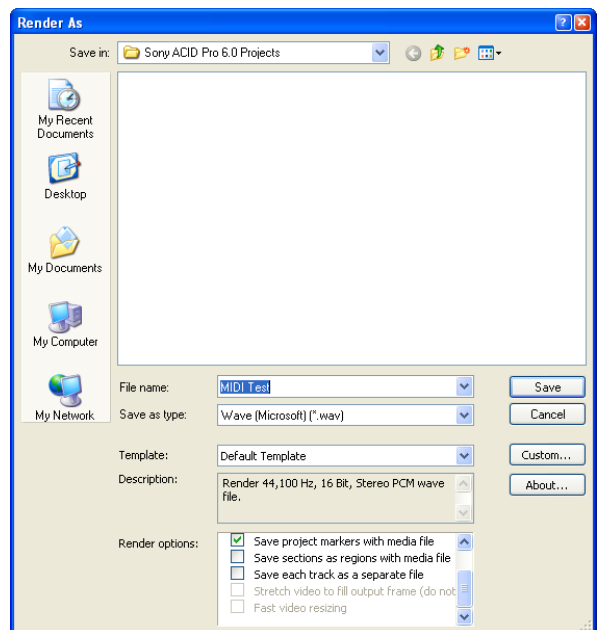 Render As
Save in:
Sony ACID Pro 6.0 Projects
My Recent
Documents
Desktop
My Documents
My Computer
My Network
File name:
MIDI Test
Save
Save as type:
Wave (Microsoft) (*.wav)
Cancel
Template:
Default Template
Custom...
Description:
Render 44,100 Hz, 16 Bit, Stereo PCM wave
file.
About...
Render options:
Save project markers with media file
Save sections as regions with media file
Save each track as a separate file
Stretch video to fill output frame (do not
Fast video resizing